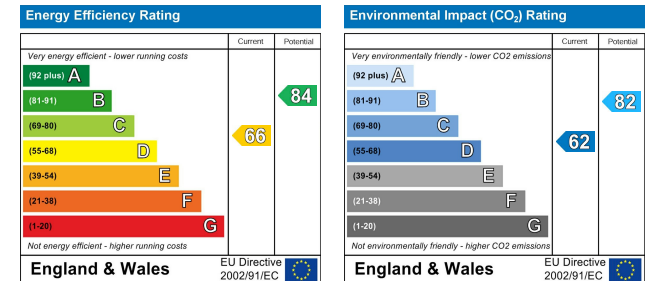 Energy Efficiency Rating
Current Potential
Very energy efficient - lower running costs
(92 plus) A
(81-91) B
84
(69-80) C
66
(55-68) D
(39-54) E
(21-38) F
(1-20) G
Not energy efficient - higher running costs
England & Wales
EU Directive
2002/91/EC
Environmental Impact (CO₂) Rating
Current Potential
Very environmentally friendly - lower CO2 emissions
(92 plus) A
(81-91) B
82
(69-80) C
(55-68) D
62
(39-54) E
(21-38) F
(1-20) G
Not environmentally friendly - higher CO2 emissions
England & Wales
EU Directive
2002/91/EC